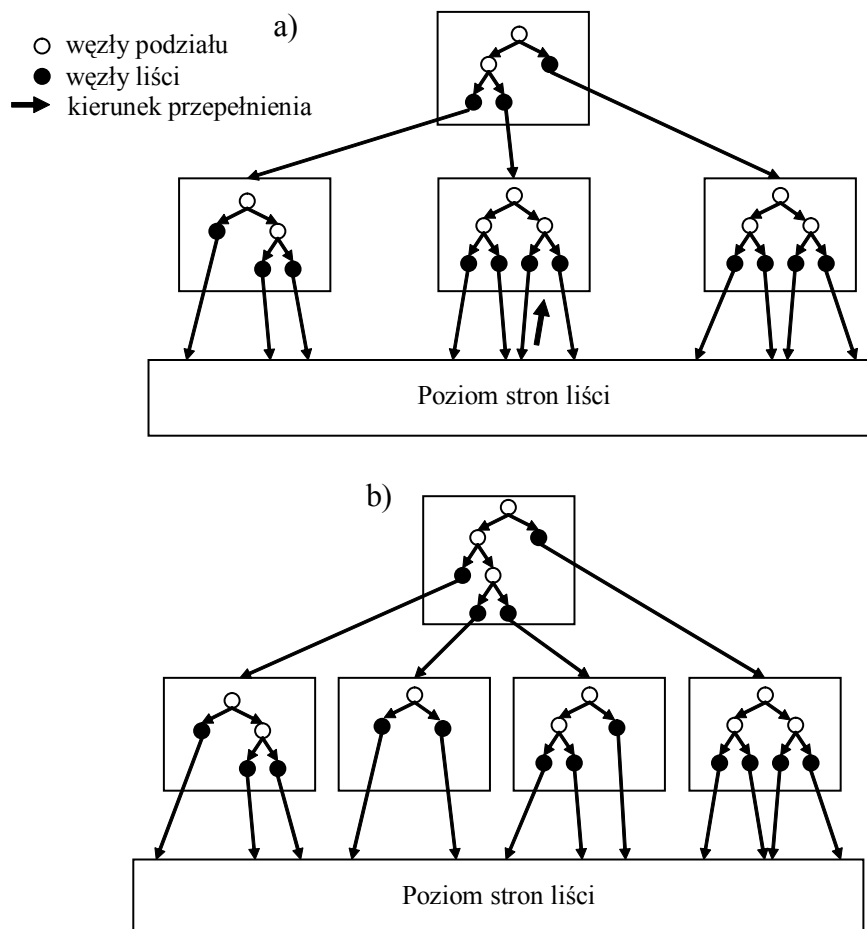 a)
węzły podziału
węzły liści
kierunek przepełnienia
Poziom stron liści
b)
Poziom stron liści